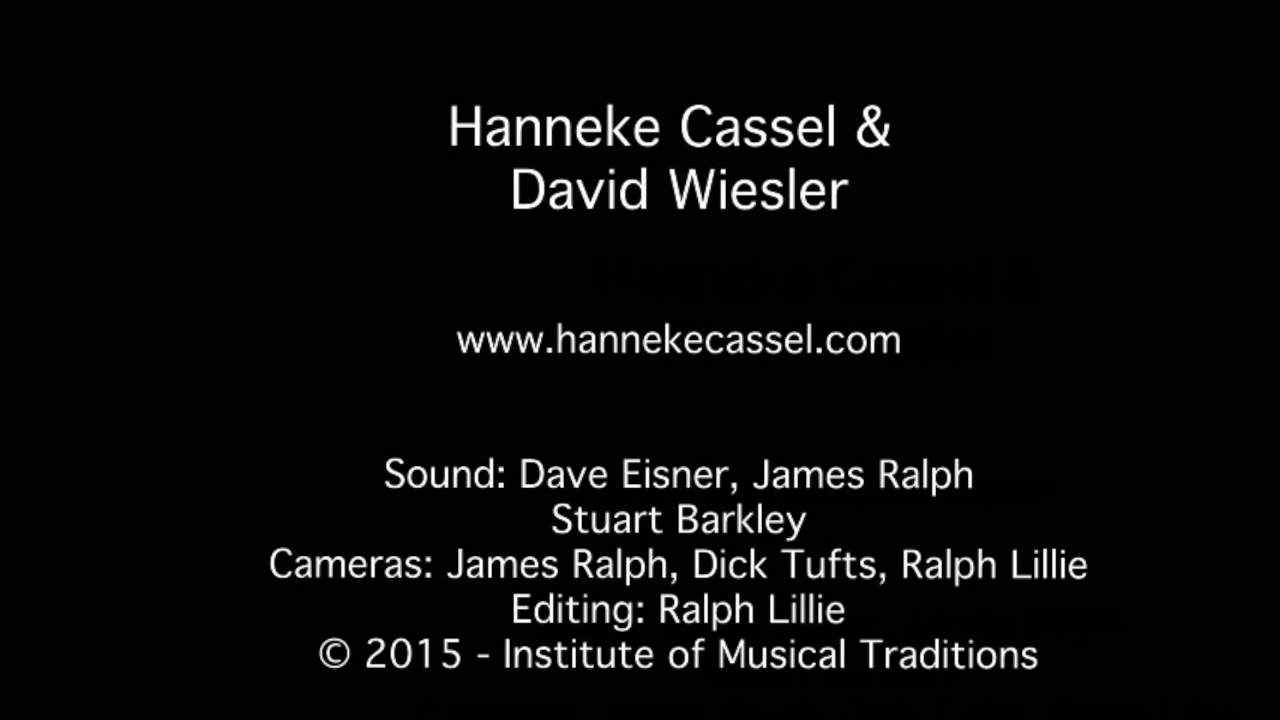 Hanneke Cassel &
David Wiesler
www.hannekecassel.com
Sound: Dave Eisner, James Ralph
Stuart Barkley
Cameras: James Ralph, Dick Tufts, Ralph Lillie
Editing: Ralph Lillie
© 2015 - Institute of Musical Traditions